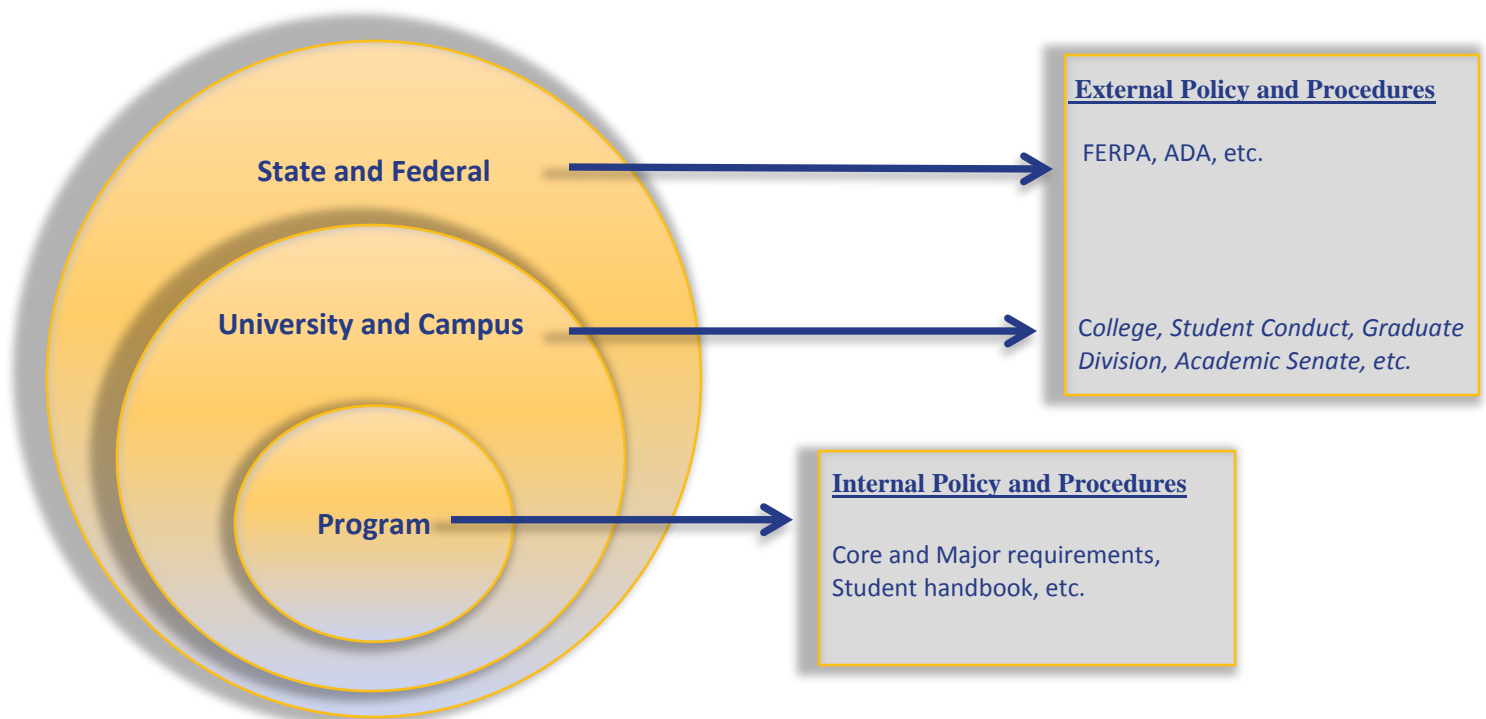 State and Federal
University and Campus
Program
External Policy and Procedures
FERPA, ADA, etc.
College, Student Conduct, Graduate
Division, Academic Senate, etc.
Internal Policy and Procedures
Core and Major requirements,
Student handbook, etc.